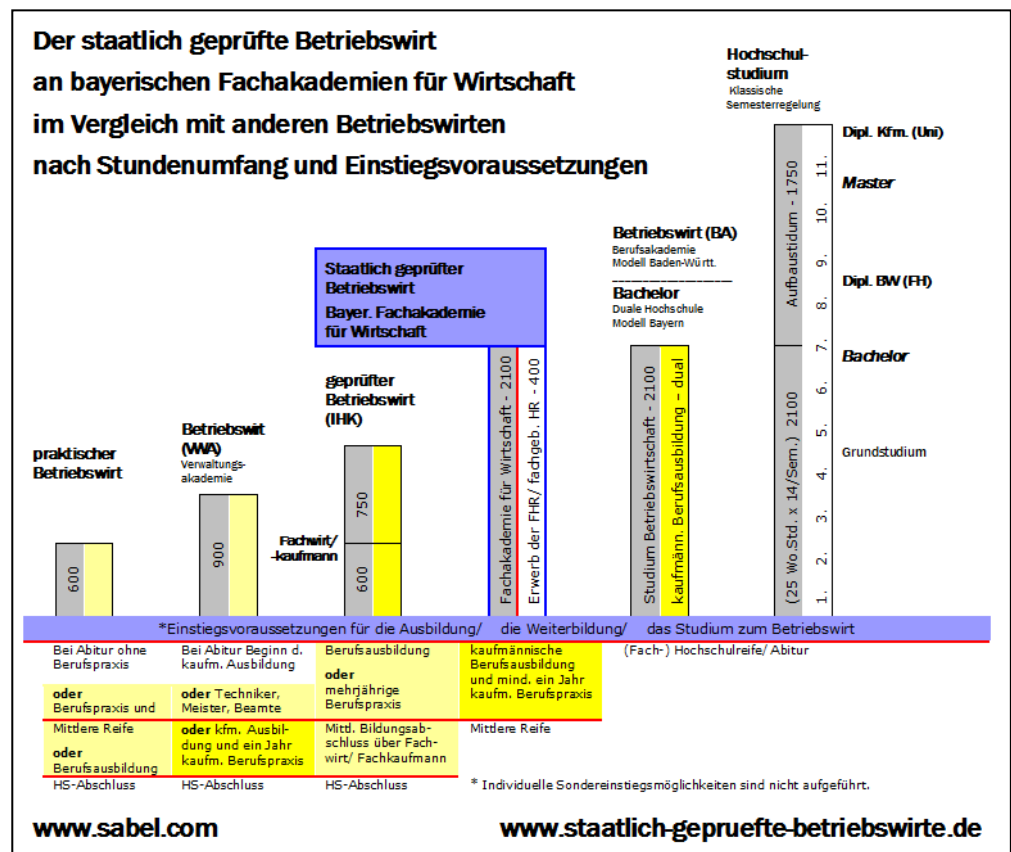 Der staatlich geprüfte Betriebswirt
an bayerischen Fachakademien für Wirtschaft
im Vergleich mit anderen Betriebswirten
nach Stundenumfang und Einstiegsvoraussetzungen
praktischer
Betriebswirt
600
Betriebswirt
(VWA)
Verwaltungs-
akademie
900
geprüfter
Betriebswirt
(IHK)
750
Fachwirt/
-kaufmann
600
Staatlich geprüfter
Betriebswirt
Bayer. Fachakademie
für Wirtschaft
Fachakademie für Wirtschaft - 2100
Erwerb der FHR/ fachgeb. HR - 400
Betriebswirt (BA)
Berufsakademie
Modell Baden-Württ.
Bachelor
Duale Hochschule
Modell Bayern
Studium Betriebswirtschaft - 2100
kaufmänn. Berufsausbildung – dual
Hochschul-
studium
Klassische
Semesterregelung
Aufbaustidum - 1750
(25 Wo.Std. x 14/Sem.) 2100
11.
10.
9.
8.
7.
6.
5.
4.
3.
2.
1.
Dipl. Kfm. (Uni)
Master
Dipl. BW (FH)
Bachelor
Grundstudium
*Einstiegsvoraussetzungen für die Ausbildung/ die Weiterbildung/ das Studium zum Betriebswirt
Bei Abitur ohne
Berufspraxis
oder
Berufspraxis und
Mittlere Reife
oder
Berufsausbildung
HS-Abschluss
Bei Abitur Beginn d.
kaufm. Ausbildung
oder Techniker,
Meister, Beamte
oder kfm. Ausbil-
dung und ein Jahr
kaufm. Berufspraxis
HS-Abschluss
Berufsausbildung
oder
mehrjährige
Berufspraxis
Mittl. Bildungsab-
schluss über Fach-
wirt/ Fachkaufmann
HS-Abschluss
kaufmännische
Berufsausbildung
und mind. ein Jahr
kaufm. Berufspraxis
Mittlere Reife
(Fach-) Hochschulreife/ Abitur
* Individuelle Sondereinstiegsmöglichkeiten sind nicht aufgeführt.
www.sabel.com
www.staatlich-gepruefte-betriebswirte.de